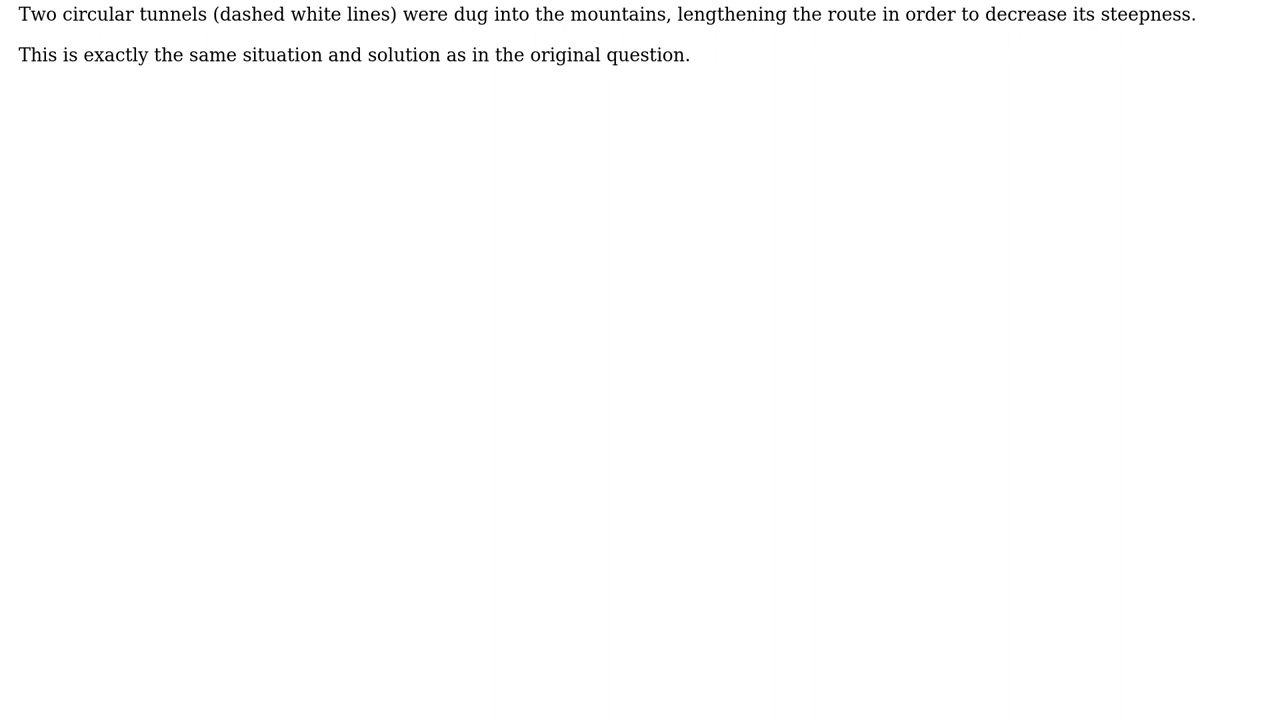 Two circular tunnels (dashed white lines) were dug into the mountains, lengthening the route in order to decrease its steepness.
This is exactly the same situation and solution as in the original question.